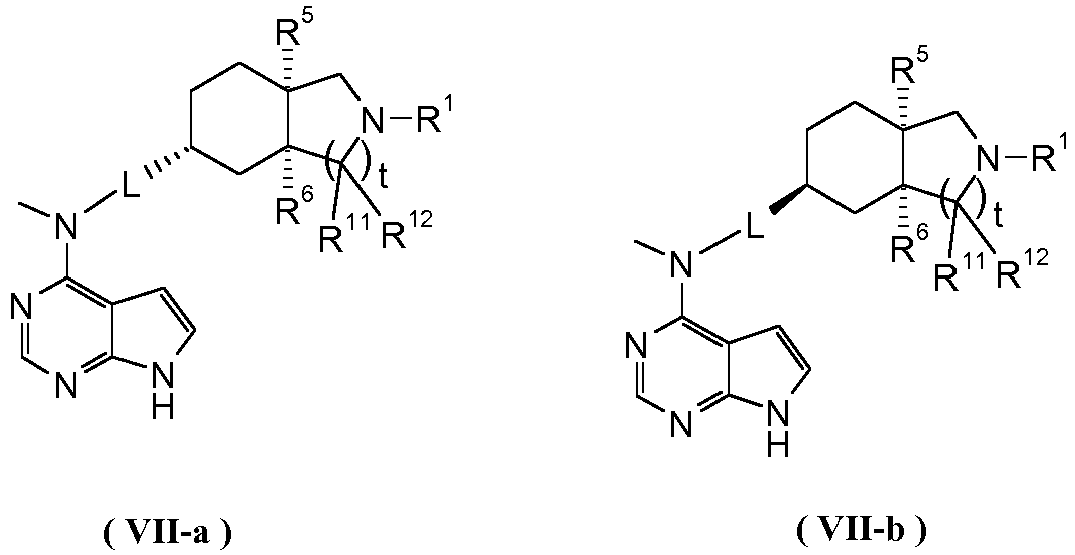 R⁵
N R¹
L
( ) t
R⁶
N
R¹¹ R¹²
N
N
N
H
( VII-a )
R⁵
N R¹
L
( ) t
R⁶
N
R¹¹ R¹²
N
N
N
H
( VII-b )